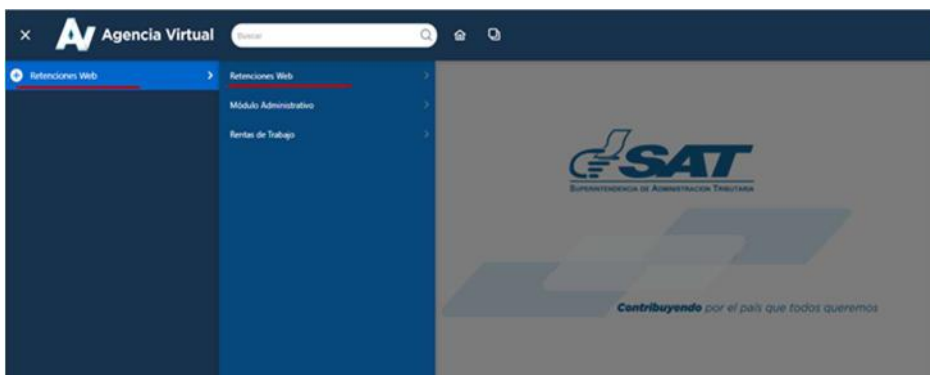 Agencia Virtual
Buscar
Retenciones Web
Retenciones Web
Módulo Administrativo
Rentas de Trabajo
SAT
SUPERINTENDENCIA DE ADMINISTRACION TRIBUTARIA
Contribuyendo por el país que todos queremos